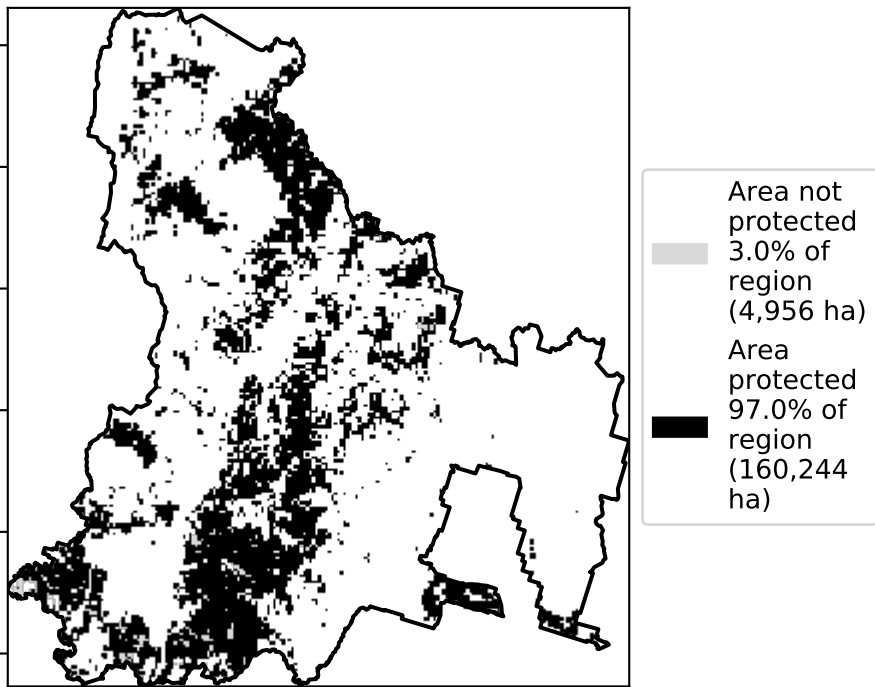 Area not
protected
3.0% of
region
(4,956 ha)
Area
protected
97.0% of
region
(160,244
ha)